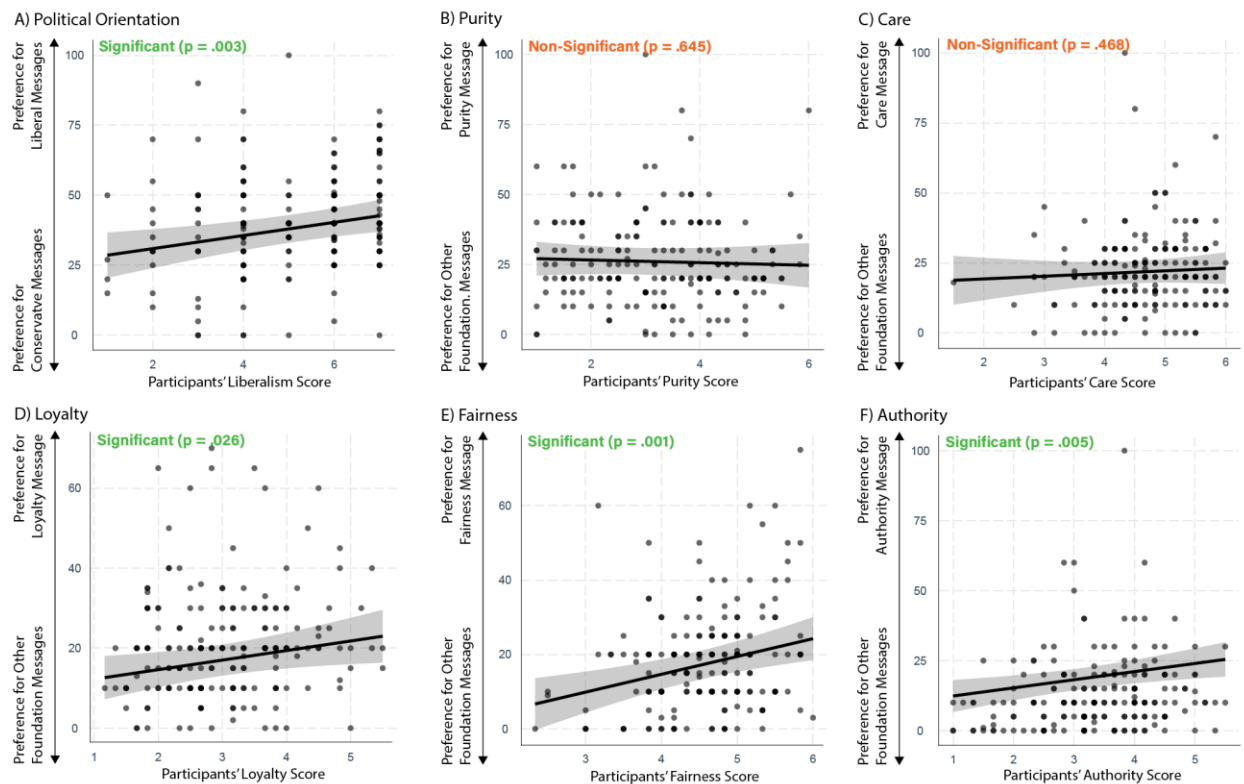 A) Political Orientation
Significant (p = .003)
Preference for
Liberal Messages
Preference for
Conservative Messages
100
75
50
25
0
2
4
6
Participants' Liberalism Score
B) Purity
Non-Significant (p = .645)
Preference for
Purity Message
Preference for Other
Foundation. Messages
100
75
50
25
0
2
4
6
Participants' Purity Score
C) Care
Non-Significant (p = .468)
Preference for
Care Message
Preference for Other
Foundation Messages
100
75
50
25
0
2
3
4
5
6
Participants' Care Score
D) Loyalty
Significant (p = .026)
Preference for
Loyalty Message
Preference for Other
Foundation Messages
60
40
20
0
1
2
3
4
5
Participants' Loyalty Score
E) Fairness
Significant (p = .001)
Preference for
Fairness Message
Preference for Other
Foundation Messages
60
40
20
0
3
4
5
6
Participants' Fairness Score
F) Authority
Significant (p = .005)
Preference for
Authority Message
Preference for Other
Foundation Messages
100
75
50
25
0
1
2
3
4
5
Participants' Authority Score